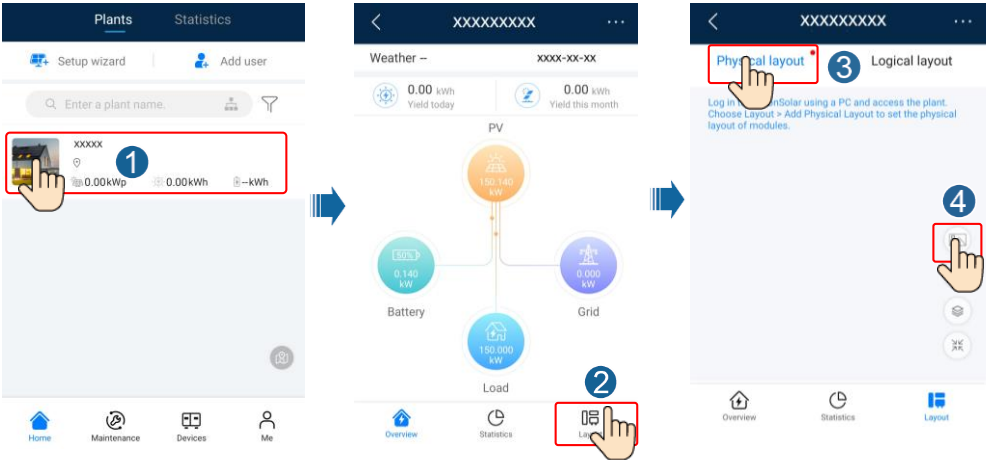 Plants
Statistics
Setup wizard
Add user
Enter a plant name.
xxxxx
1
0.00kWp
0.00kWh
--kWh
Home
Maintenance
Devices
Me
XXXXXXXXX
Weather --
xxxx-xx-xx
0.00 kWh
Yield today
0.00 kWh
Yield this month
PV
150.140
kW
50%
0.140
kW
0.000
kW
Battery
Grid
150.000
kW
Load
2
Overview
Statistics
XXXXXXXXX
layout
3
Logical layout
Log in using a PC and access the plant.
Choose Layout > Add Physical Layout to set the physical
layout of modules.
4
Overview
Statistics
Layout